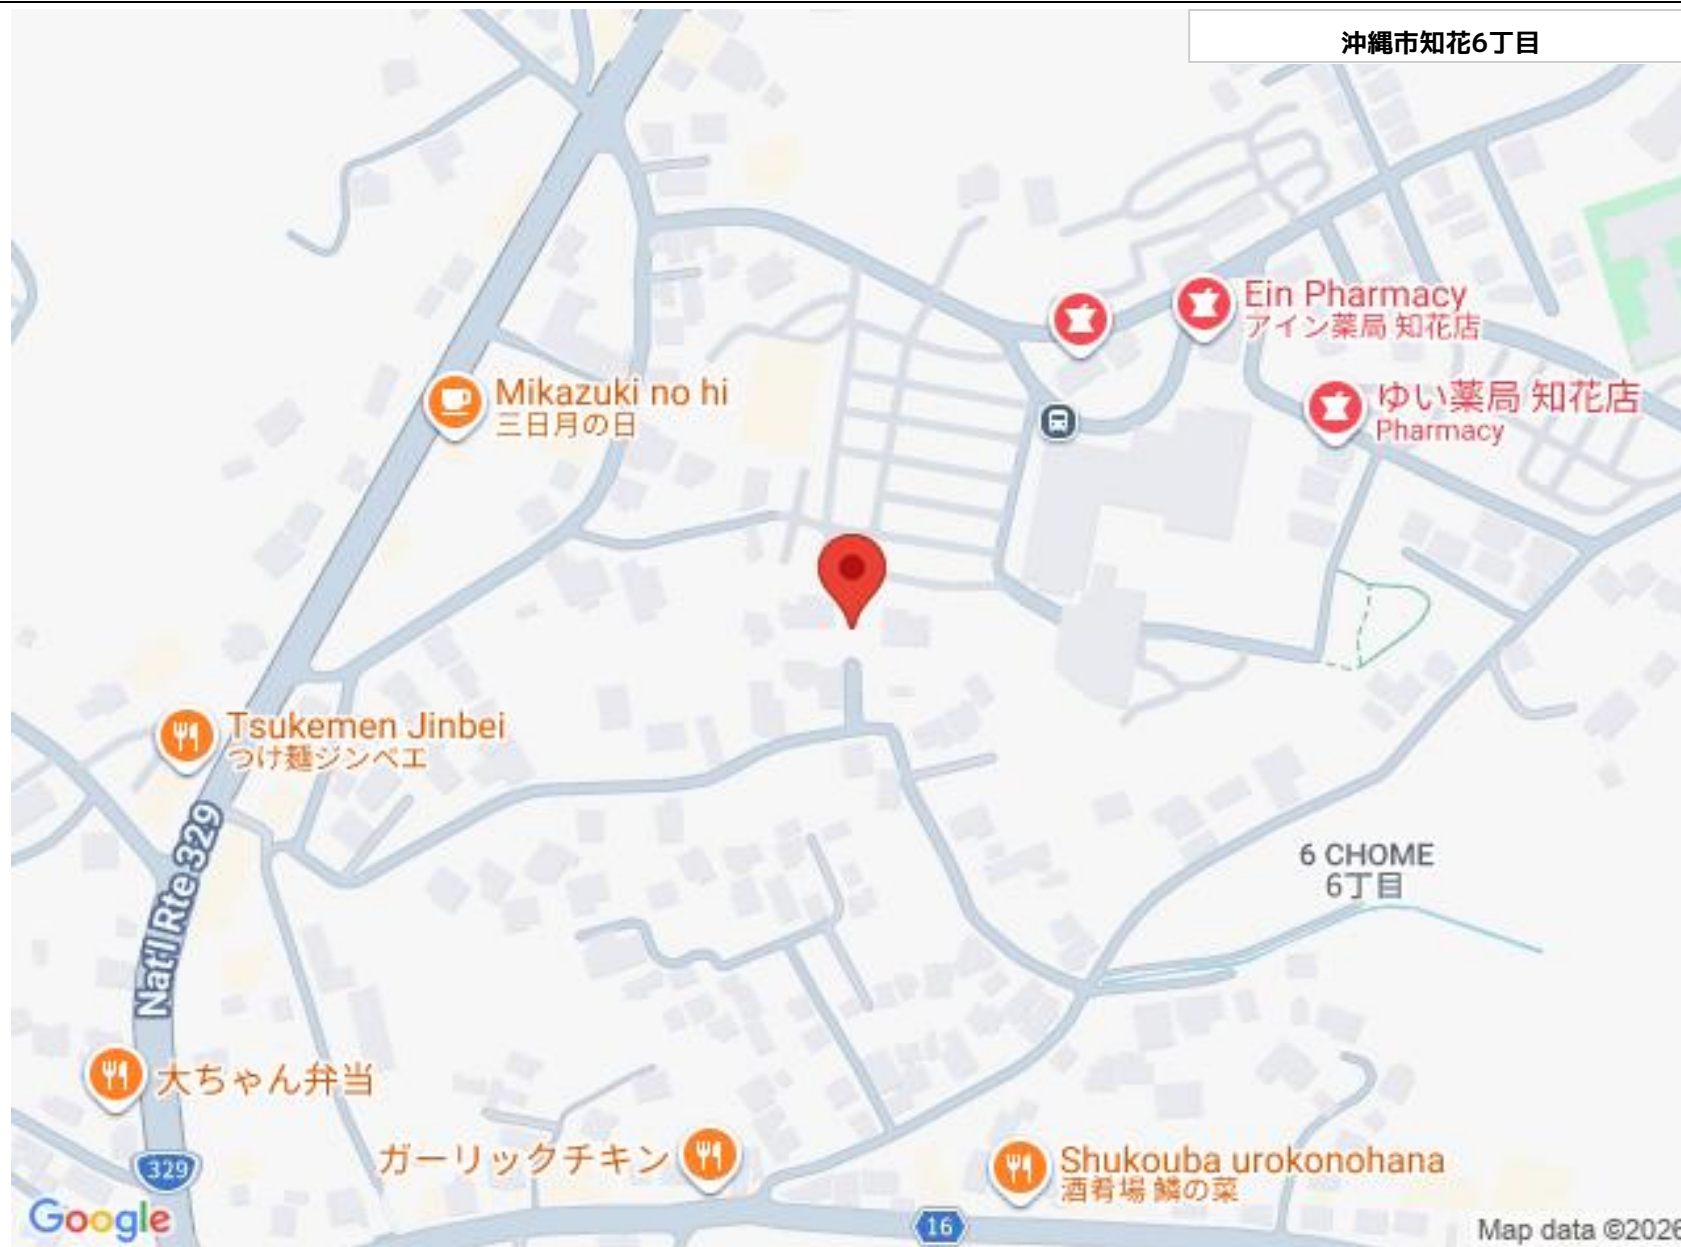 沖縄市知花6丁目
Ein Pharmacy
アイン薬局 知花店
Mikazuki no hi
三日月の日
ゆい薬局 知花店
Pharmacy
Tsukemen Jinbei
つけ麺ジンベエ
Nat'l Rte 329
6 CHOME
6丁目
大ちゃん弁当
ガーリックチキン
Shukouba urokonohana
酒肴場 鱗の菜
329
16
Google
Map data ©2026